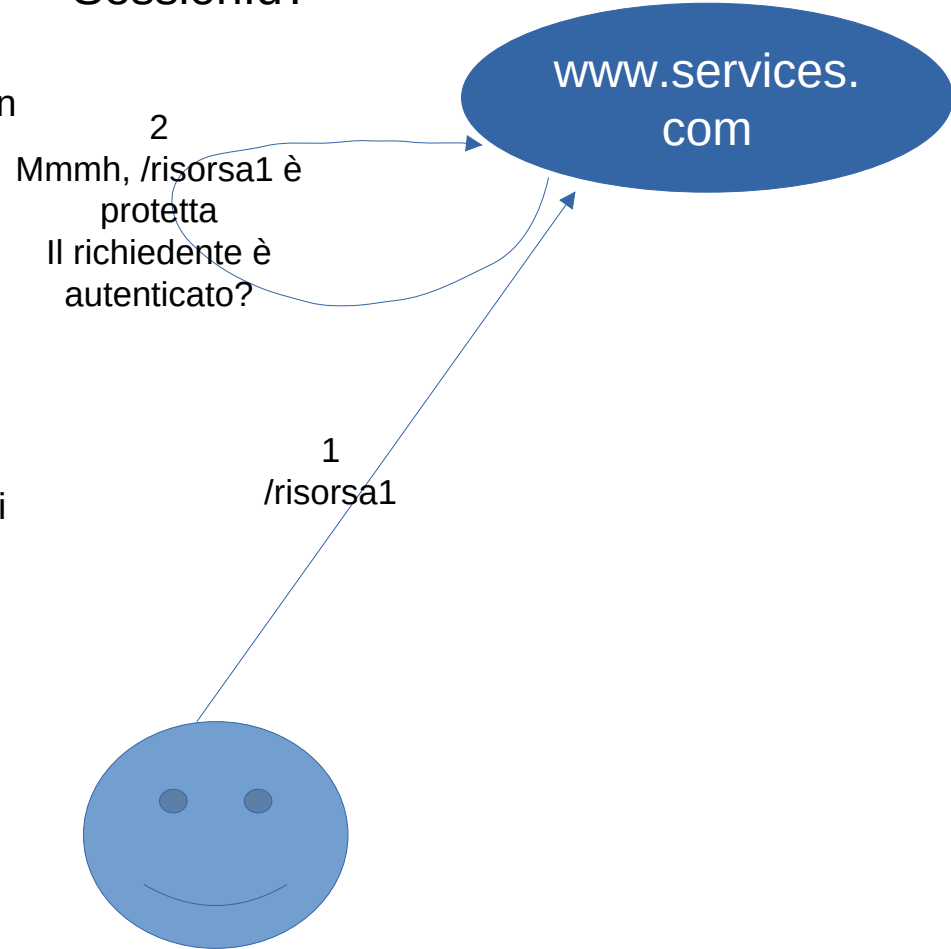 www.services.
com
2
Mmmh, /risorsa1 è
protetta
Il richiedente è
autenticato?
1
/risorsa1
n
i